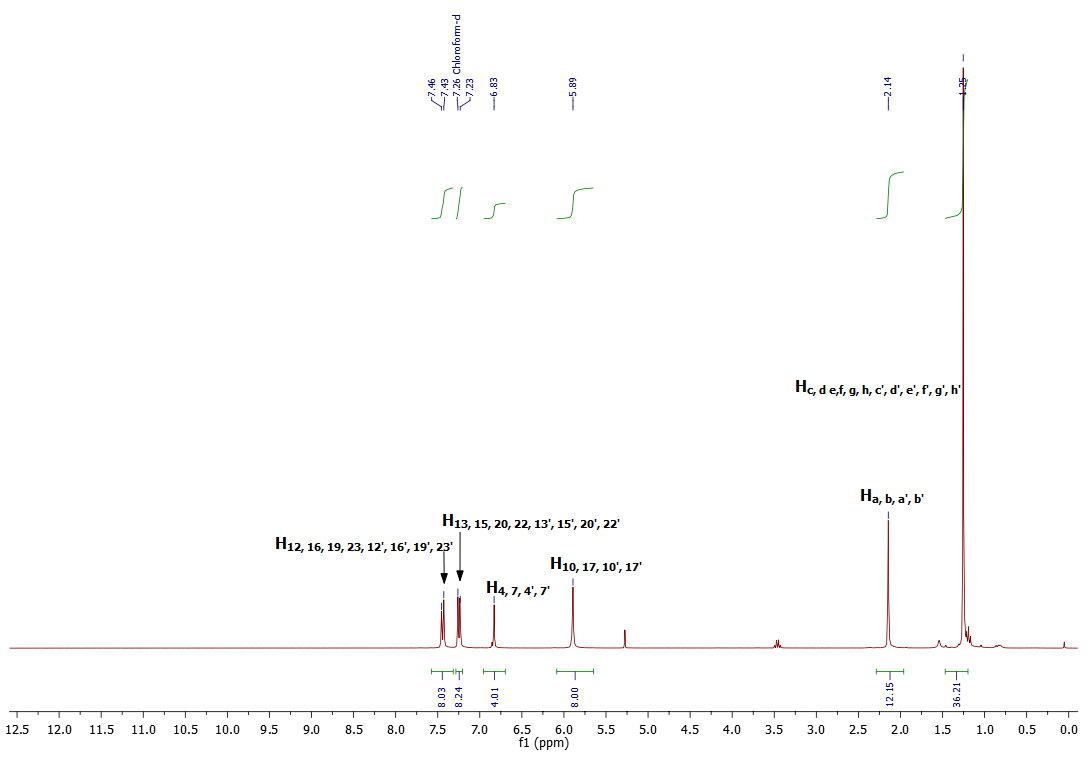 7.46
7.43
7.26 Chloroform-d
7.23
6.83
5.89
2.14
1.25
Hc, d e,f, g, h, c', d', e', f', g', h'
Ha, b, a', b'
H13, 15, 20, 22, 13', 15', 20', 22'
H12, 16, 19, 23, 12', 16', 19', 23'
H10, 17, 10', 17'
H4, 7, 4', 7'
8.03
8.24
4.01
8.00
12.15
36.21
12.5 12.0 11.5 11.0 10.5 10.0 9.5 9.0 8.5 8.0 7.5 7.0 6.5 6.0 5.5 5.0 4.5 4.0 3.5 3.0 2.5 2.0 1.5 1.0 0.5 0.0
f1 (ppm)